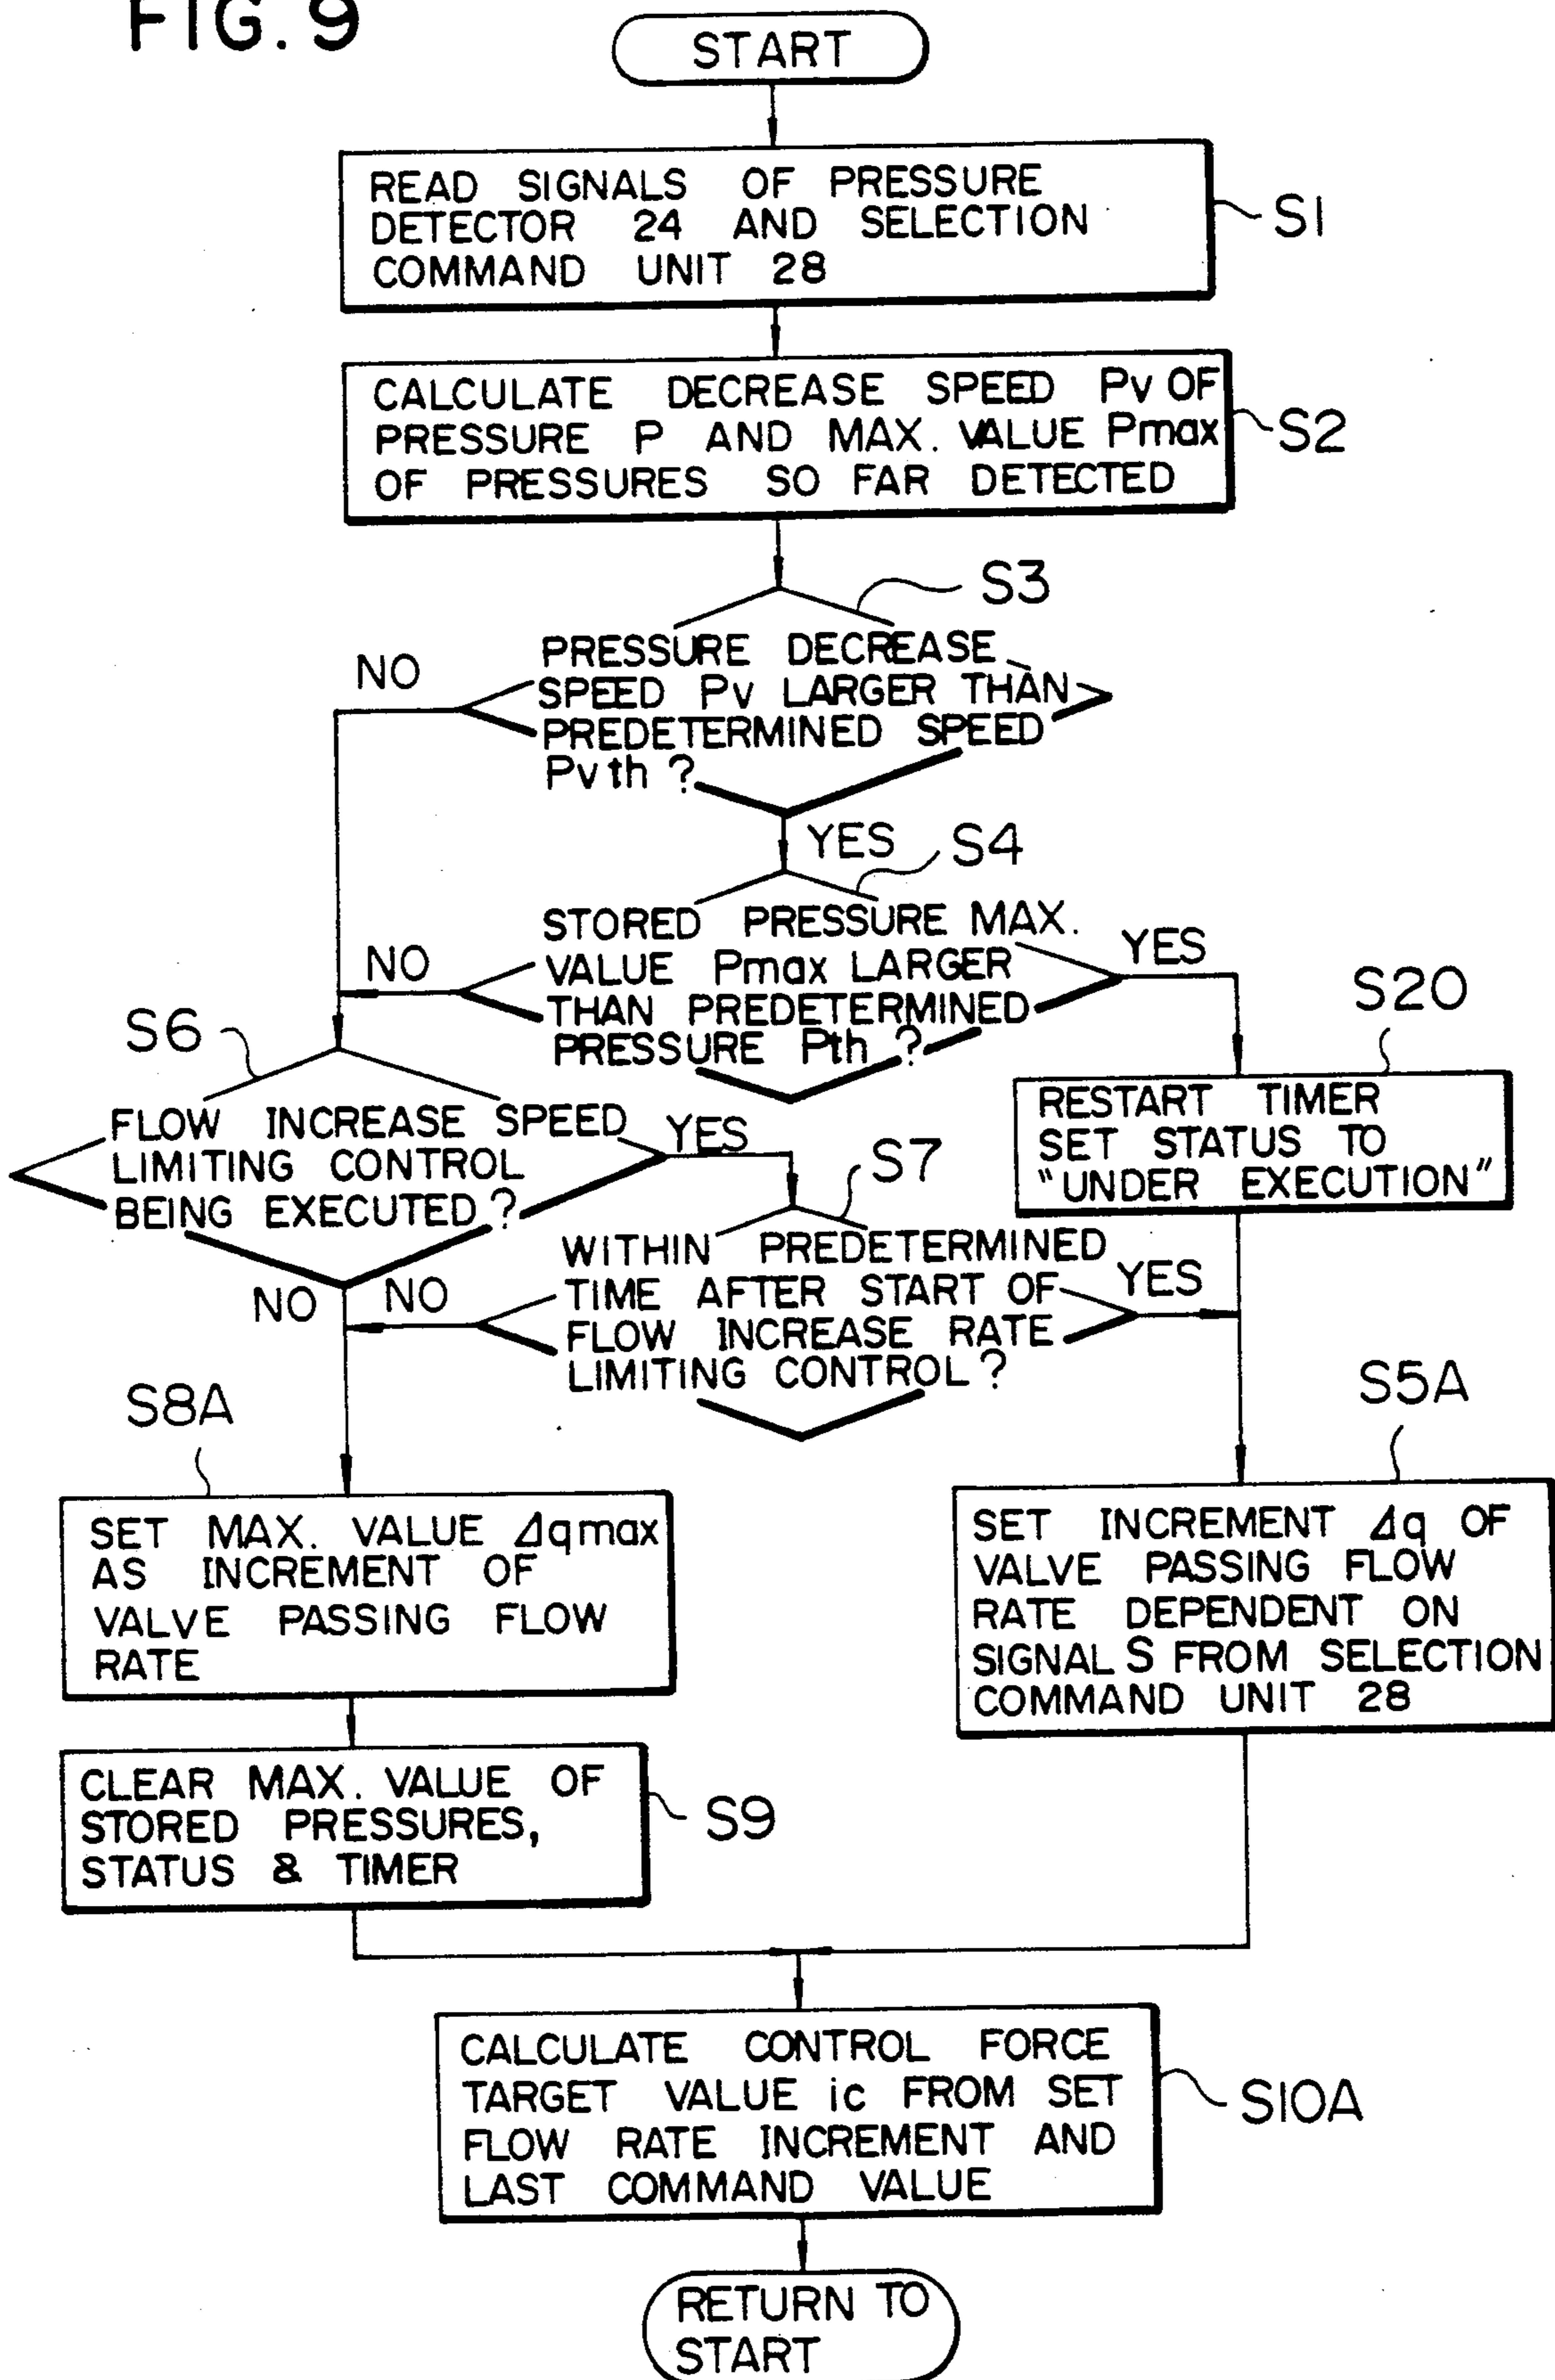 FIG. 9
START
READ SIGNALS OF PRESSURE
DETECTOR 24 AND SELECTION
COMMAND UNIT 28
S1
CALCULATE DECREASE SPEED Pv OF
PRESSURE P AND MAX. VALUE Pmax
OF PRESSURES SO FAR DETECTED
S2
S3
PRESSURE DECREASE
SPEED Pv LARGER THAN
PREDETERMINED SPEED
Pvth ?
NO
YES
S4
STORED PRESSURE MAX.
VALUE Pmax LARGER
THAN PREDETERMINED
PRESSURE Pth ?
NO
YES
S20
RESTART TIMER
SET STATUS TO
"UNDER EXECUTION"
S6
FLOW INCREASE SPEED
LIMITING CONTROL
BEING EXECUTED ?
YES
NO
S7
WITHIN PREDETERMINED
TIME AFTER START OF
FLOW INCREASE RATE
LIMITING CONTROL ?
NO
YES
S8A
SET MAX. VALUE Δqmax
AS INCREMENT OF
VALVE PASSING FLOW
RATE
S5A
SET INCREMENT Δq OF
VALVE PASSING FLOW
RATE DEPENDENT ON
SIGNAL S FROM SELECTION
COMMAND UNIT 28
CLEAR MAX. VALUE OF
STORED PRESSURES,
STATUS & TIMER
S9
CALCULATE CONTROL FORCE
TARGET VALUE ic FROM SET
FLOW RATE INCREMENT AND
LAST COMMAND VALUE
S10A
RETURN TO
START